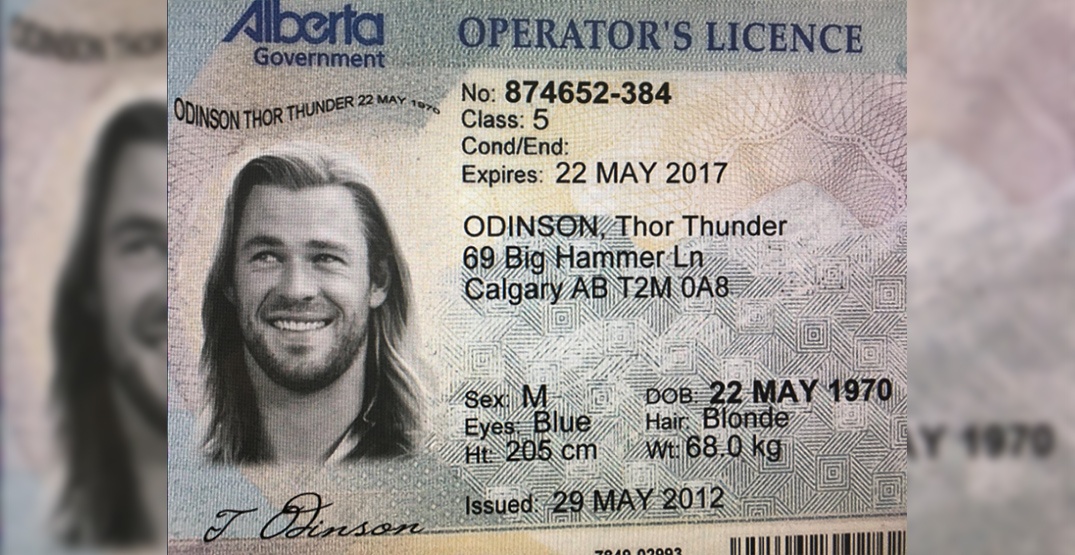 Alberta
Government
OPERATOR'S LICENCE
ODINSON THOR THUNDER 22 MAY 1970
No: 874652-384
Class: 5
Cond/End:
Expires: 22 MAY 2017
ODINSON, Thor Thunder
69 Big Hammer Ln
Calgary AB T2M 0A8
Sex: M DOB: 22 MAY 1970
Eyes: Blue Hair: Blonde
Ht: 205 cm Wt: 68.0 kg
Issued: 29 MAY 2012
T Odinson
7840-02993
AY 1970